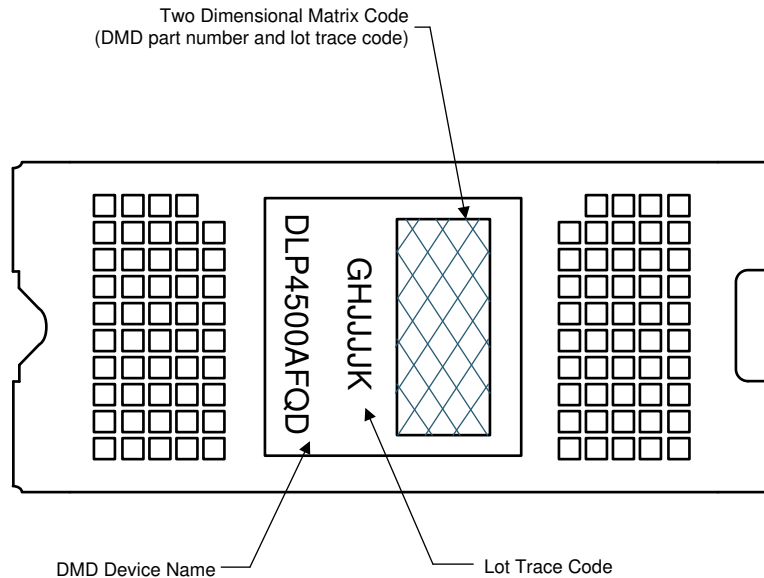 Two Dimensional Matrix Code
(DMD part number and lot trace code)
DLP4500AFQD
GHJJJJK
DMD Device Name
Lot Trace Code